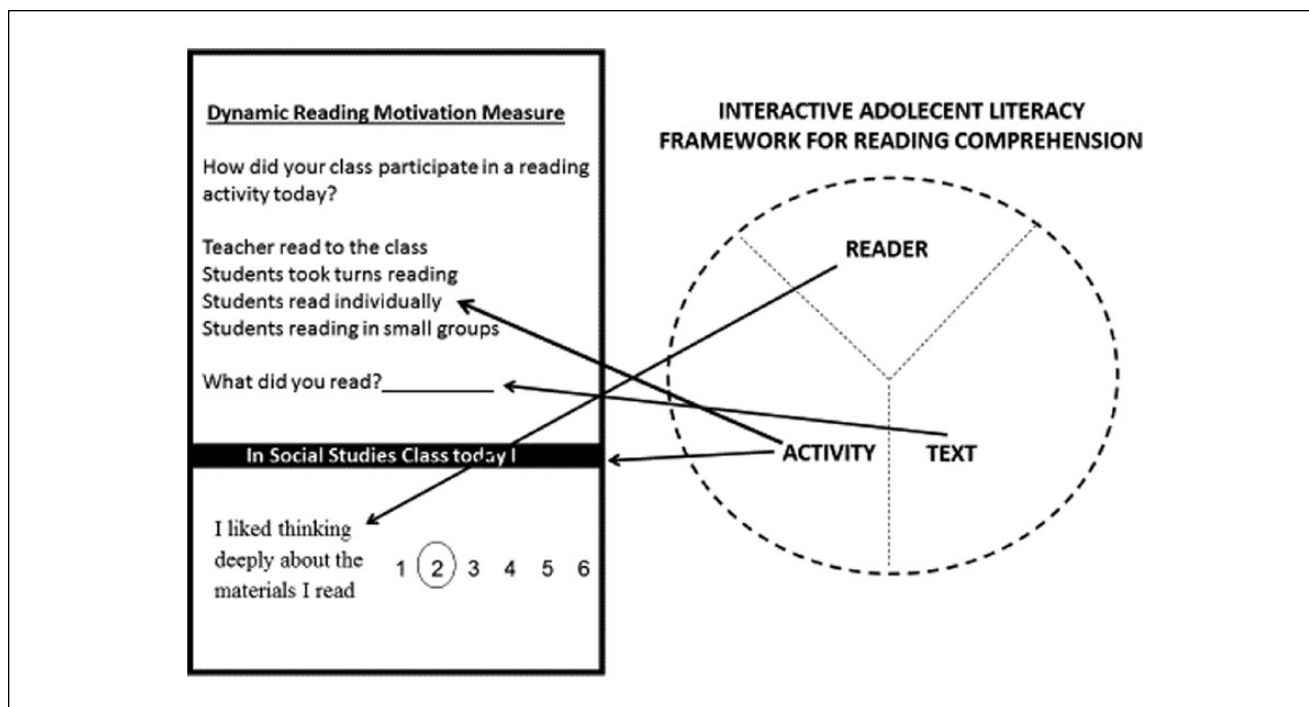 Dynamic Reading Motivation Measure
How did your class participate in a reading
activity today?
Teacher read to the class
Students took turns reading
Students read individually
Students reading in small groups
What did you read?__________
In Social Studies Class today I
I liked thinking
deeply about the
materials I read
1 2 3 4 5 6
INTERACTIVE ADOLECENT LITERACY
FRAMEWORK FOR READING COMPREHENSION
READER
ACTIVITY
TEXT